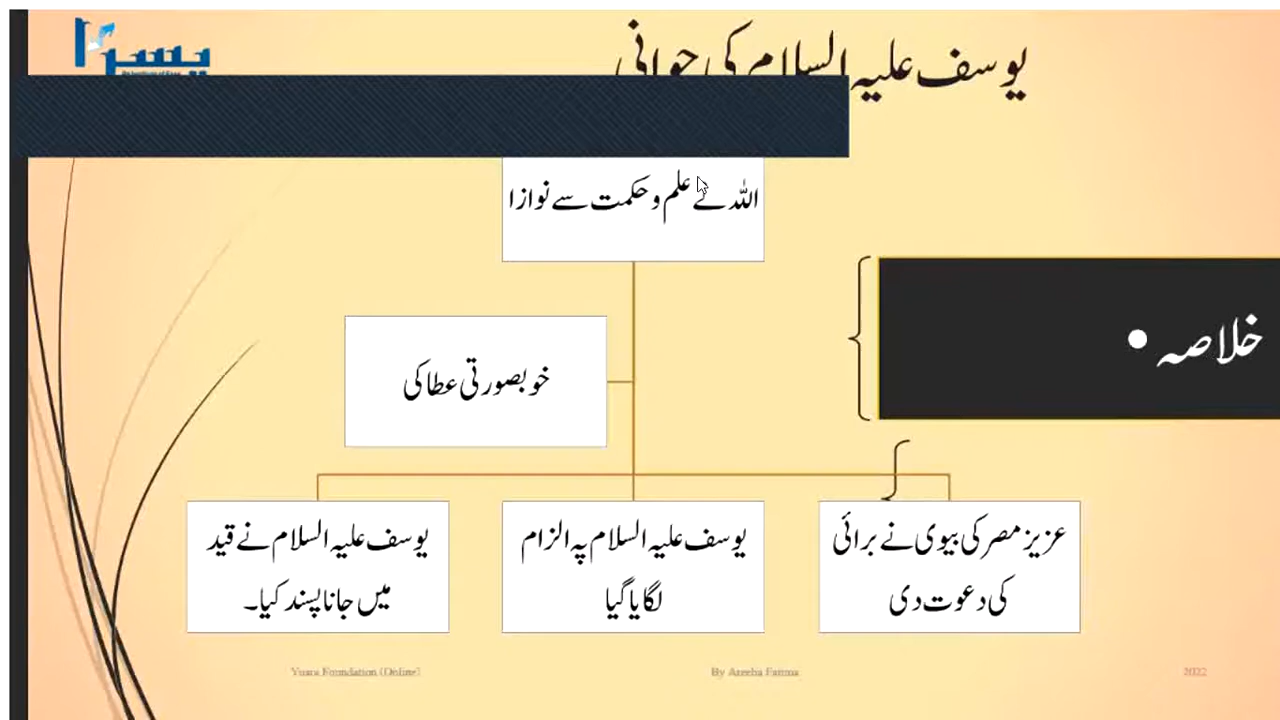 یسرا
یوسف علیہ السلام کی جوانی
اللہ نے علم و حکمت سے نوازا
خلاصہ •
خوبصورتی عطا کی
عزیز مصر کی بیوی نے برائی
کی دعوت دی
یوسف علیہ السلام پہ الزام
لگایا گیا
یوسف علیہ السلام نے قید
میں جانا پسند کیا۔
Yusra Foundation (Online)
By Areeba Fatima
2022